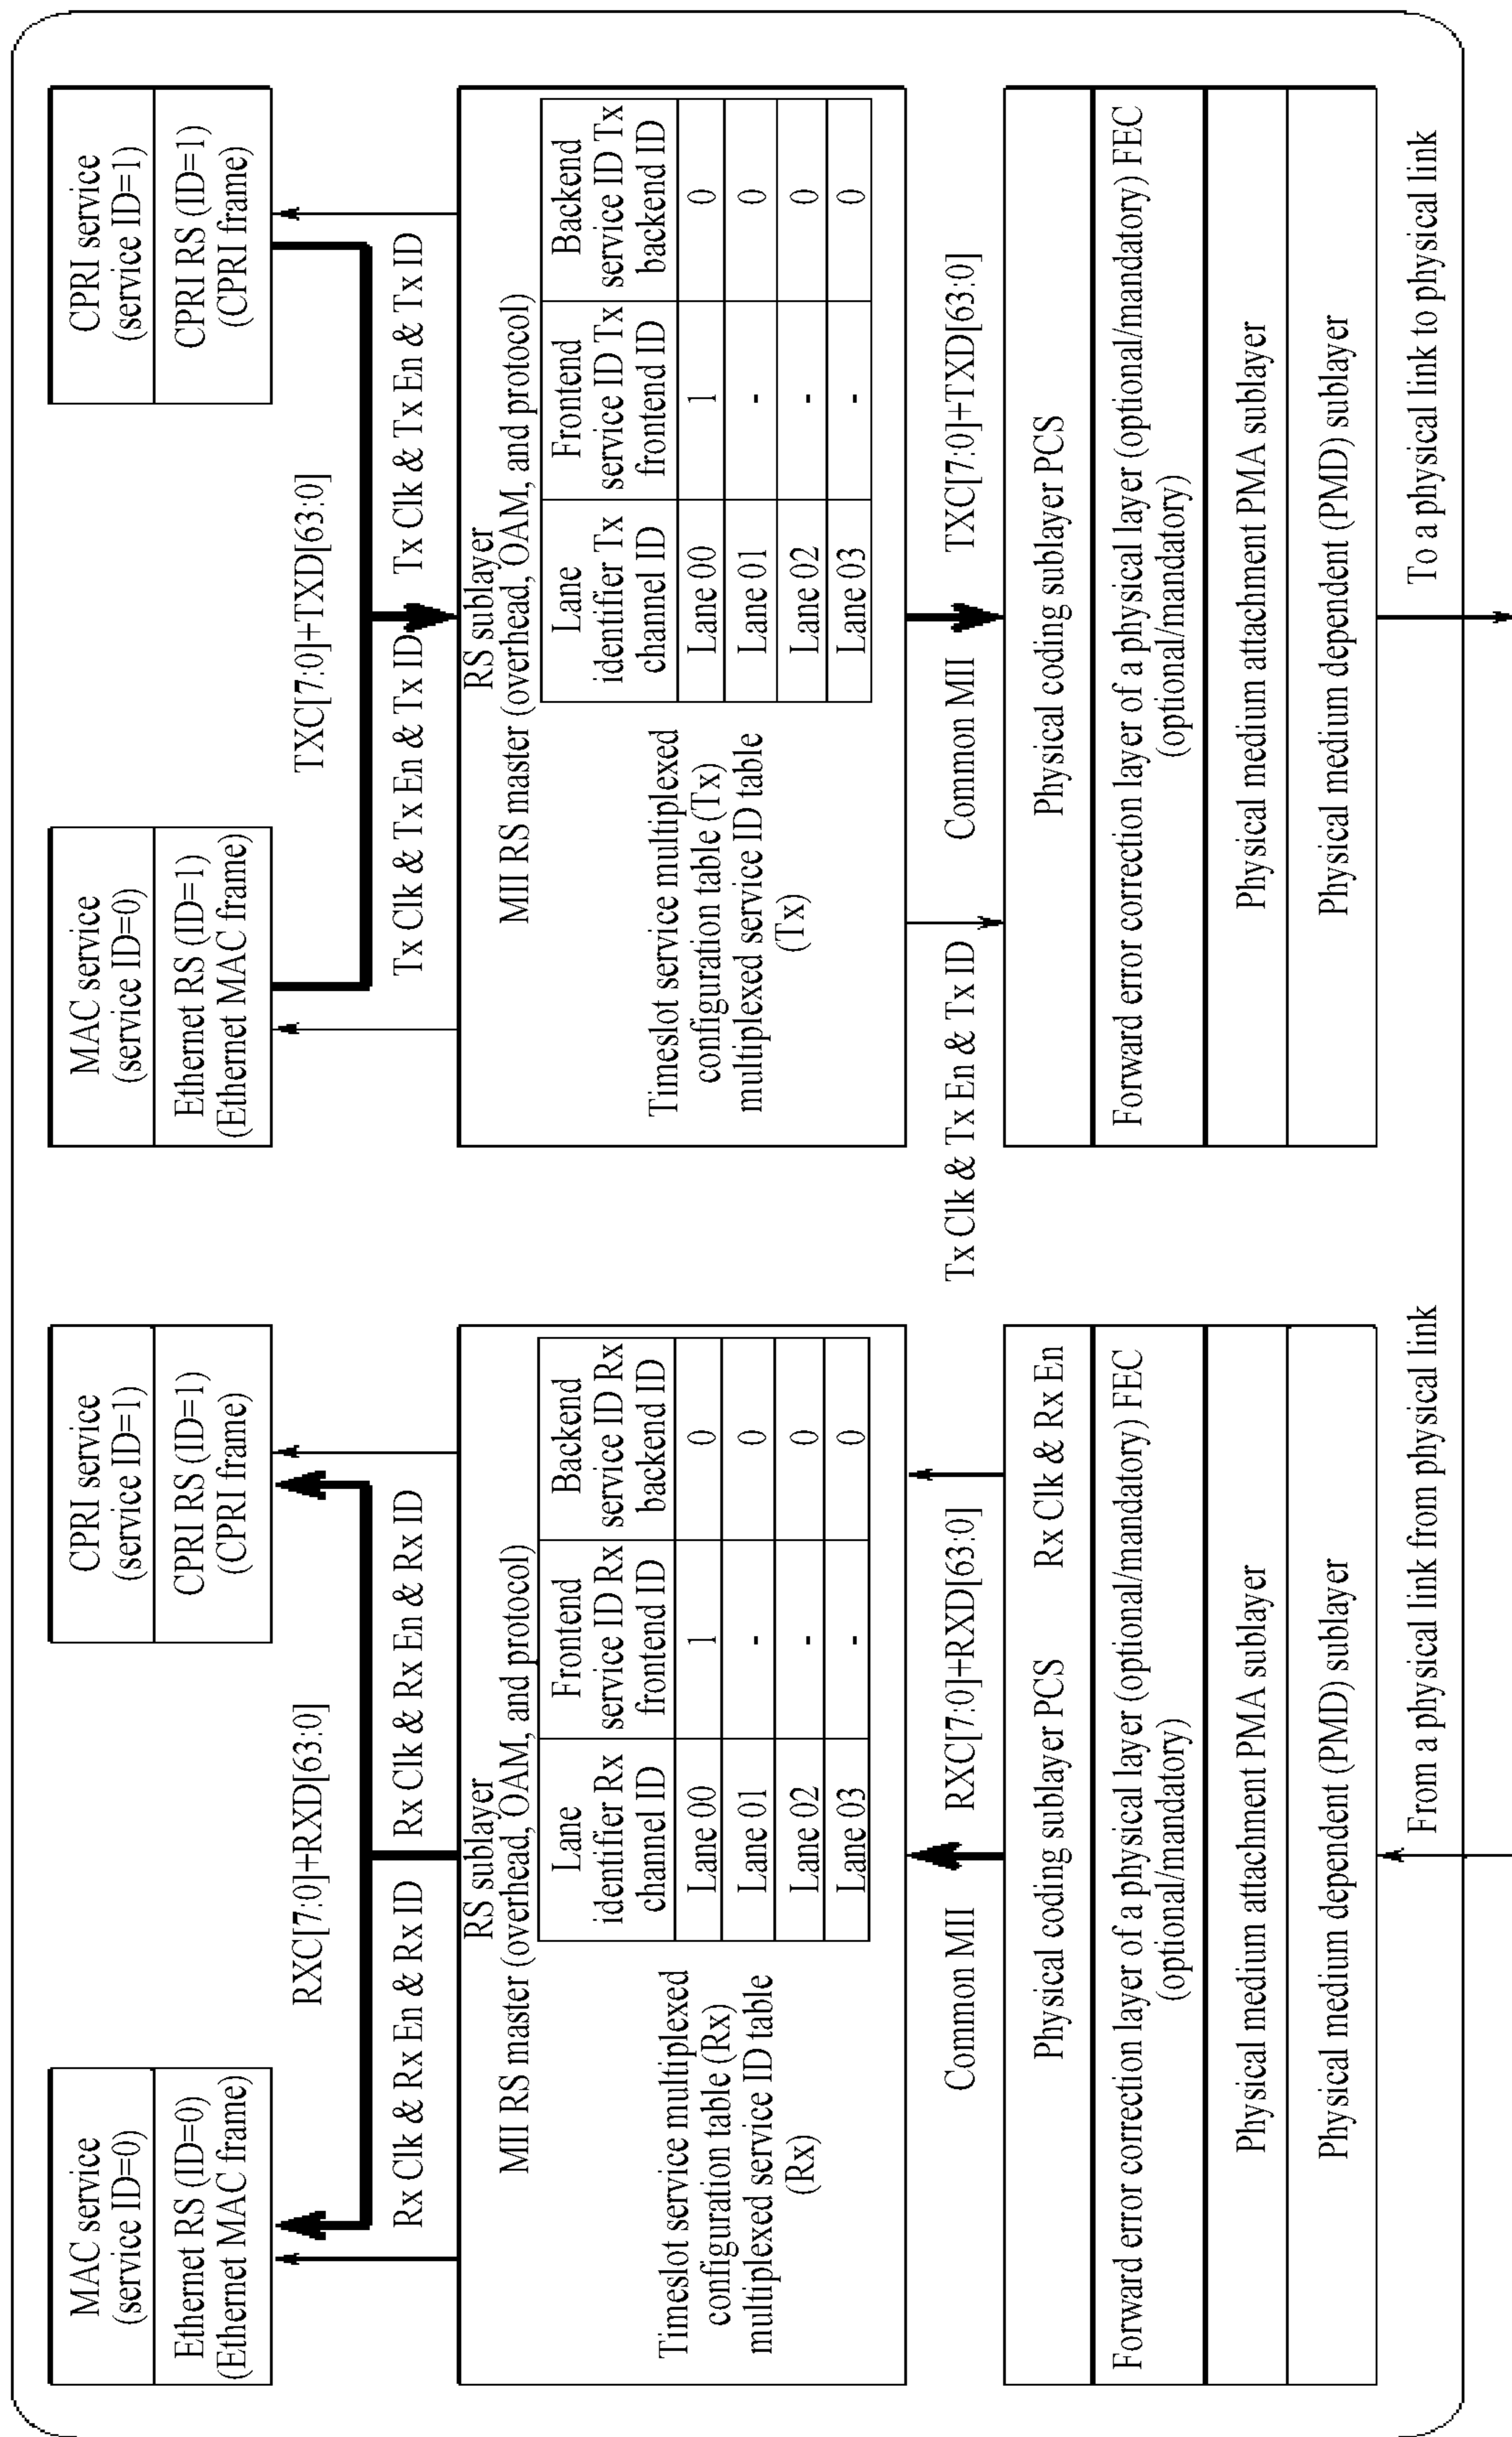 MAC service
(service ID=0)
Ethernet RS (ID=0)
(Ethernet MAC frame)
CPRI service
(service ID=1)
CPRI RS (ID=1)
(CPRI frame)
RXC[7:0]+RXD[63:0]
Rx Clk & Rx En & Rx ID
Rx Clk & Rx En & Rx ID
RS sublayer
MII RS master (overhead, OAM, and protocol)
Timeslot service multiplexed
configuration table (Rx)
multiplexed service ID table
(Rx)
Lane
identifier Rx
channel ID
Frontend
service ID Rx
frontend ID
Backend
service ID Rx
backend ID
Lane 00 1 0
Lane 01 - 0
Lane 02 - 0
Lane 03 - 0
Common MII
RXC[7:0]+RXD[63:0]
Rx Clk & Rx En
Physical coding sublayer PCS
Forward error correction layer of a physical layer (optional/mandatory) FEC
(optional/mandatory)
Physical medium attachment PMA sublayer
Physical medium dependent (PMD) sublayer
From a physical link from physical link
MAC service
(service ID=0)
Ethernet RS (ID=1)
(Ethernet MAC frame)
CPRI service
(service ID=1)
CPRI RS (ID=1)
(CPRI frame)
TXC[7:0]+TXD[63:0]
Tx Clk & Tx En & Tx ID
Tx Clk & Tx En & Tx ID
RS sublayer
MII RS master (overhead, OAM, and protocol)
Timeslot service multiplexed
configuration table (Tx)
multiplexed service ID table
(Tx)
Lane
identifier Tx
channel ID
Frontend
service ID Tx
frontend ID
Backend
service ID Tx
backend ID
Lane 00 1 0
Lane 01 - 0
Lane 02 - 0
Lane 03 - 0
Tx Clk & Tx En & Tx ID
Common MII
TXC[7:0]+TXD[63:0]
Physical coding sublayer PCS
Forward error correction layer of a physical layer (optional/mandatory) FEC
(optional/mandatory)
Physical medium attachment PMA sublayer
Physical medium dependent (PMD) sublayer
To a physical link to physical link